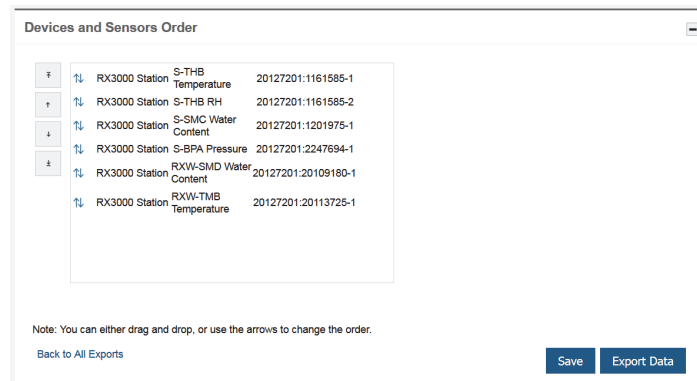 Devices and Sensors Order
RX3000 Station S-THB Temperature 20127201:1161585-1
RX3000 Station S-THB RH 20127201:1161585-2
RX3000 Station S-SMC Water Content 20127201:1201975-1
RX3000 Station S-BPA Pressure 20127201:2247694-1
RX3000 Station RXW-SMD Water Content 20127201:20109180-1
RX3000 Station RXW-TMB Temperature 20127201:20113725-1
Note: You can either drag and drop, or use the arrows to change the order.
Back to All Exports
Save Export Data